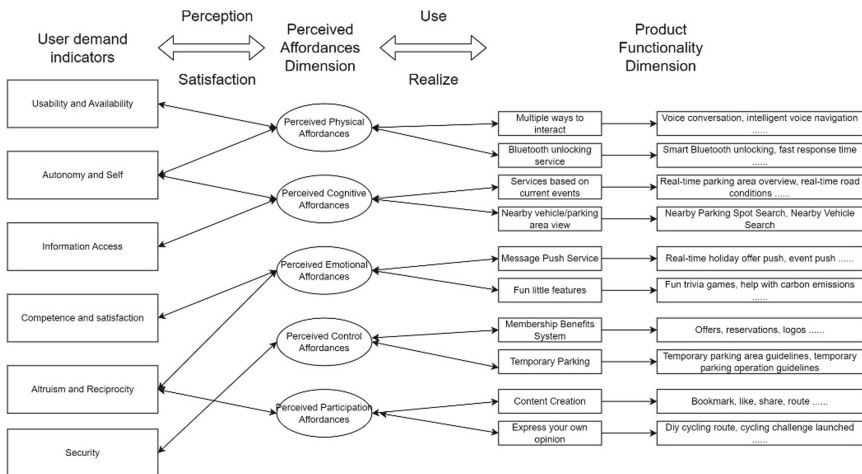 User demand
indicators
Perception
Satisfaction
Perceived
Affordances
Dimension
Use
Realize
Product
Functionality
Dimension
Usability and Availability
Autonomy and Self
Information Access
Competence and satisfaction
Altruism and Reciprocity
Security
Perceived Physical
Affordances
Perceived Cognitive
Affordances
Perceived Emotional
Affordances
Perceived Control
Affordances
Perceived Participation
Affordances
Multiple ways to
interact
Voice conversation, intelligent voice navigation
......
Bluetooth unlocking
service
Smart Bluetooth unlocking, fast response time
......
Services based on
current events
Real-time parking area overview, real-time road
conditions ......
Nearby vehicle/parking
area view
Nearby Parking Spot Search, Nearby Vehicle
Search
Message Push Service
Real-time holiday offer push, event push ......
Fun little features
Fun trivia games, help with carbon emissions
......
Membership Benefits
System
Offers, reservations, logos ......
Temporary Parking
Temporary parking area guidelines, temporary
parking operation guidelines
Content Creation
Bookmark, like, share, route ......
Express your own
opinion
Diy cycling route, cycling challenge launched
......